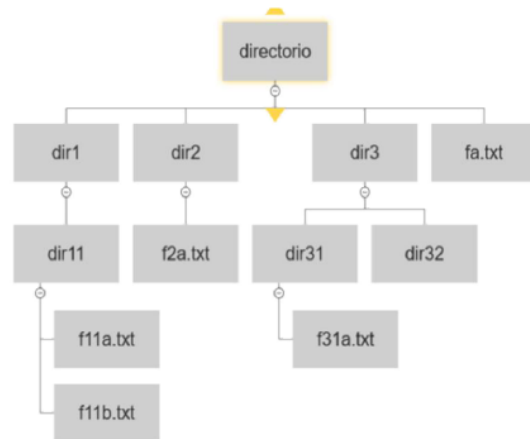 directorio
dir1
dir2
dir3
fa.txt
dir11
f2a.txt
dir31
dir32
f11a.txt
f31a.txt
f11b.txt